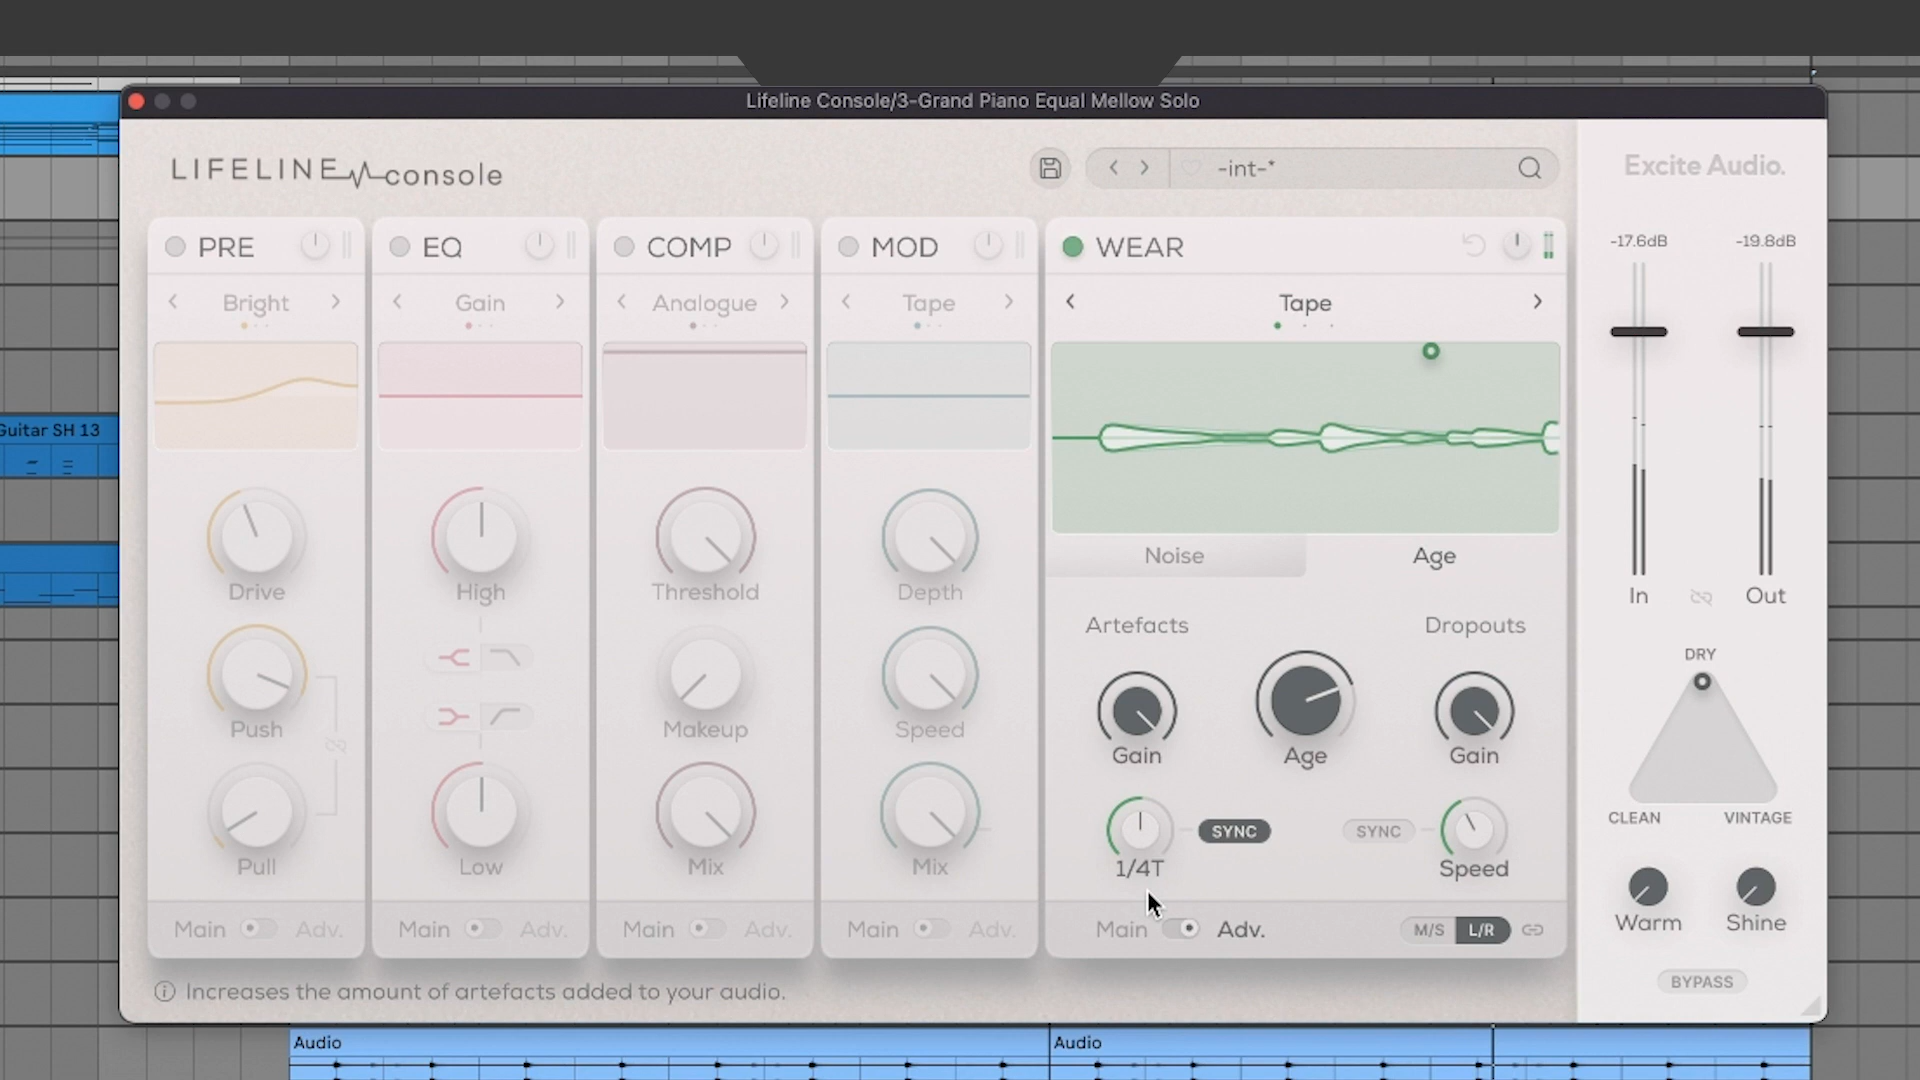 Lifeline Console/3-Grand Piano Equal Mellow Solo
LIFELINE console
-int-*
Excite Audio.
PRE
EQ
COMP
MOD
WEAR
-17.6dB
-19.8dB
Bright
Gain
Analogue
Tape
Tape
Guitar SH 13
Noise
Age
Drive
High
Threshold
Depth
In
Out
Artefacts
Dropouts
DRY
Push
Makeup
Speed
Gain
Age
Gain
CLEAN
VINTAGE
SYNC
SYNC
Pull
Low
Mix
Mix
1/4T
Speed
Warm
Shine
Main
Adv.
Main
Adv.
Main
Adv.
Main
Adv.
Main
Adv.
M/S
L/R
BYPASS
Increases the amount of artefacts added to your audio.
Audio
Audio